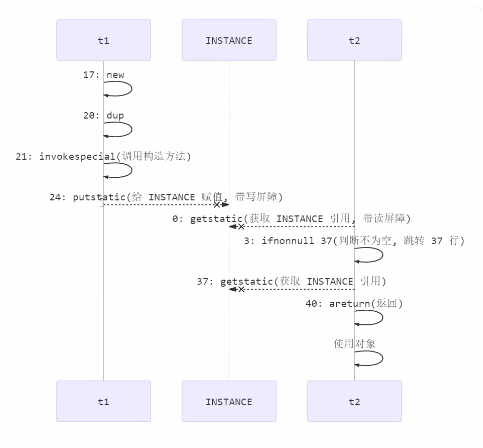 t1 INSTANCE t2
17: new
20: dup
21: invokespecial(调用构造方法)
24: putstatic(给 INSTANCE 赋值, 带写屏障)
0: getstatic(获取 INSTANCE 引用, 带读屏障)
3: ifnonnull 37(判断不为空, 跳转 37 行)
37: getstatic(获取 INSTANCE 引用)
40: areturn(返回)
使用对象
t1 INSTANCE t2